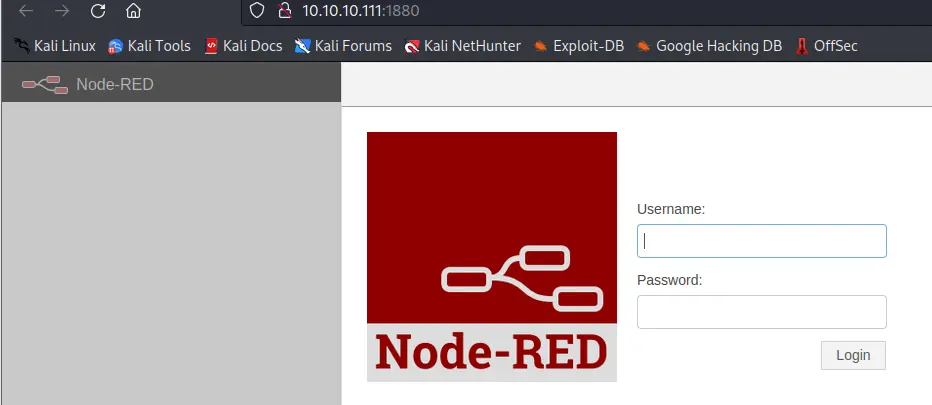 10.10.10.111:1880
Kali Linux Kali Tools Kali Docs Kali Forums Kali NetHunter Exploit-DB Google Hacking DB OffSec
Node-RED
Username:
Password:
Node-RED
Login